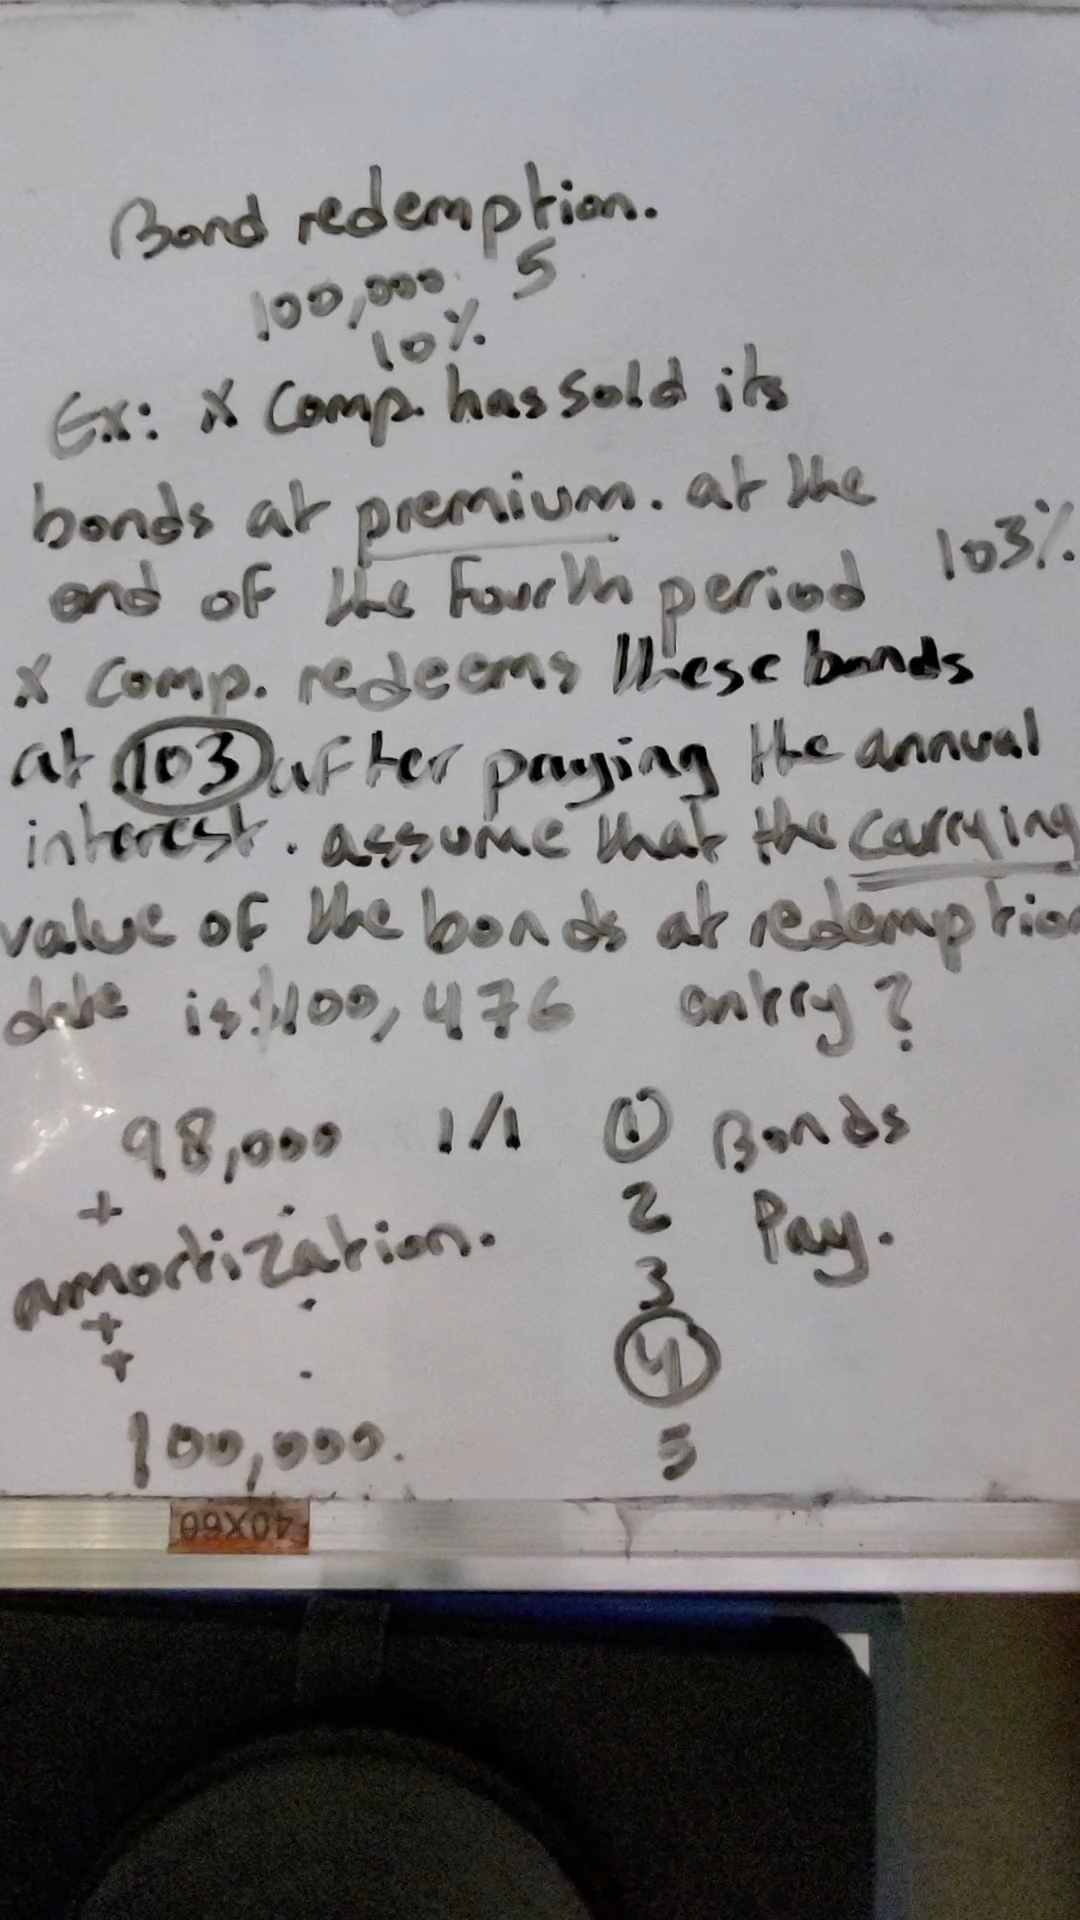 Bond redemption.
100,000. 5
10%
Ex: X Comp. has sold its
bonds at premium. at the
end of the fourth period 103%
X Comp. redeems these bonds
at 103 after paying the annual
interest. assume that the carrying
value of the bonds at redemption
date is $100,476 entry?
98,000 1/1 ① Bonds
+ 2 Pay.
amortization. 3
+ ④
+
100,000. 5
40X60